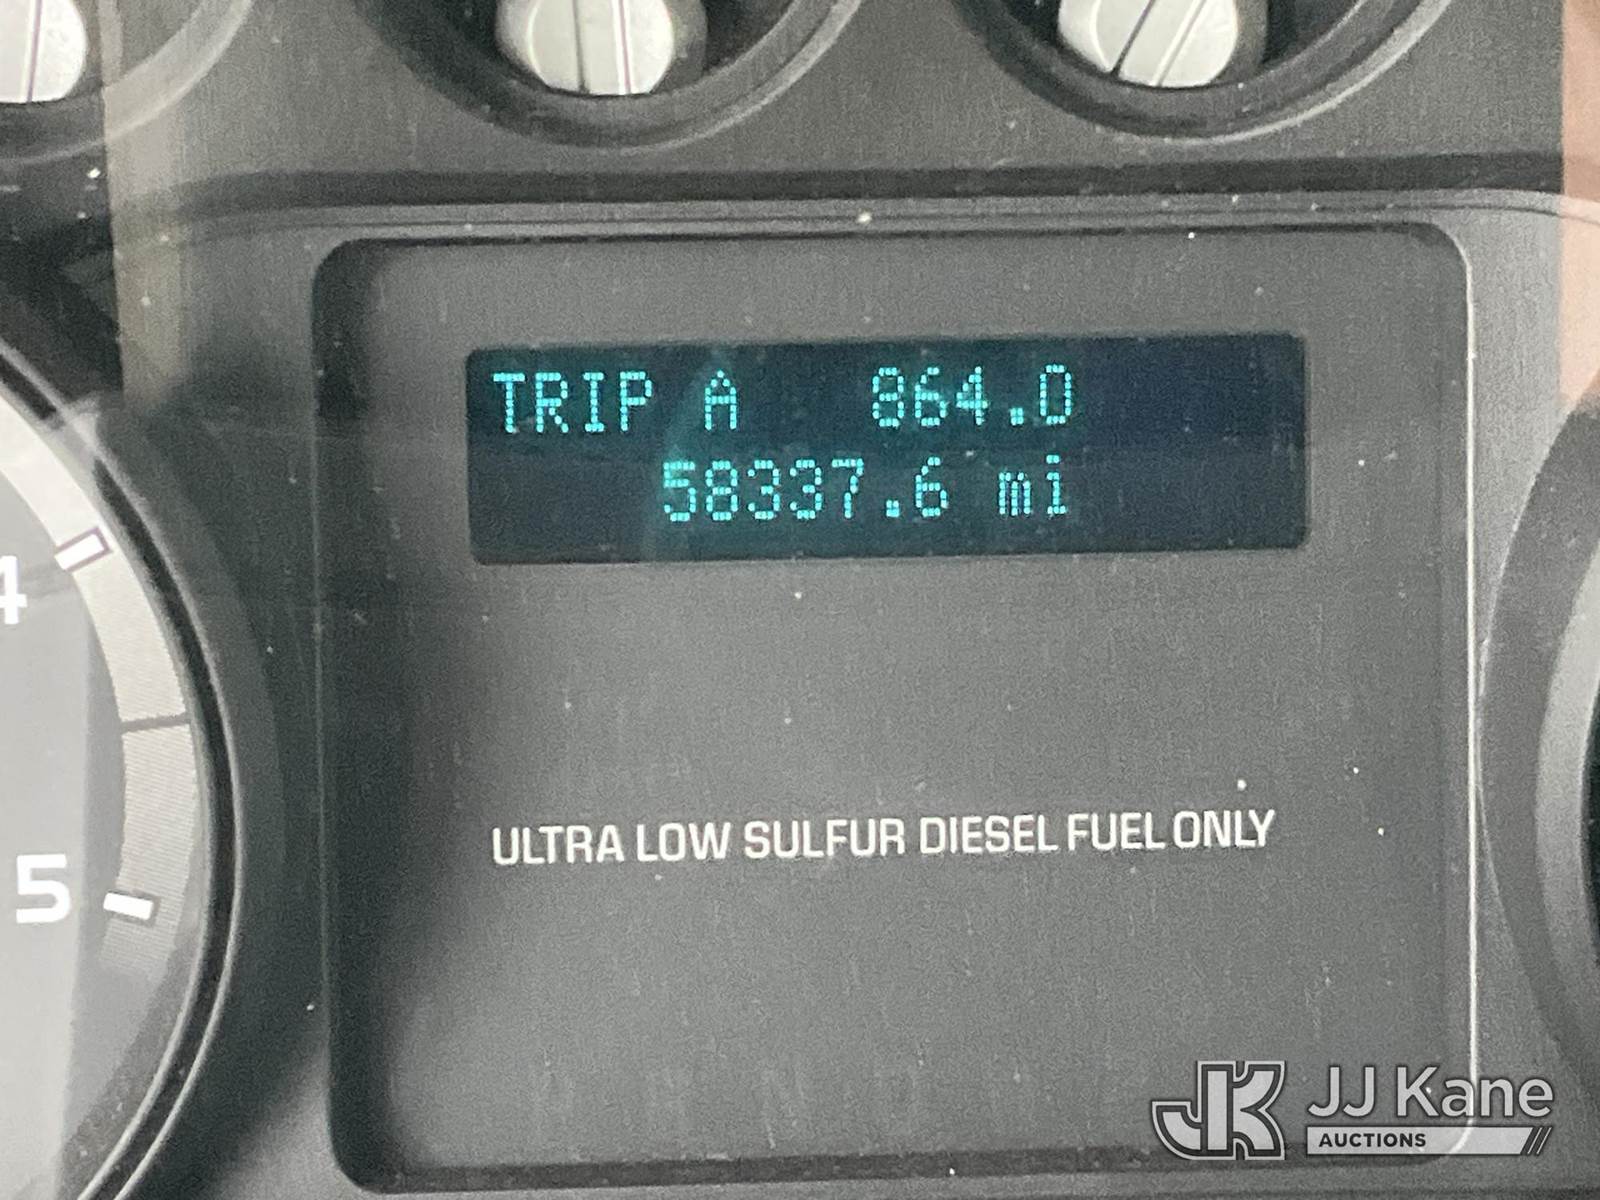 TRIP A 864.0
58337.6 mi
4
ULTRA LOW SULFUR DIESEL FUEL ONLY
5
JK JJ Kane
AUCTIONS